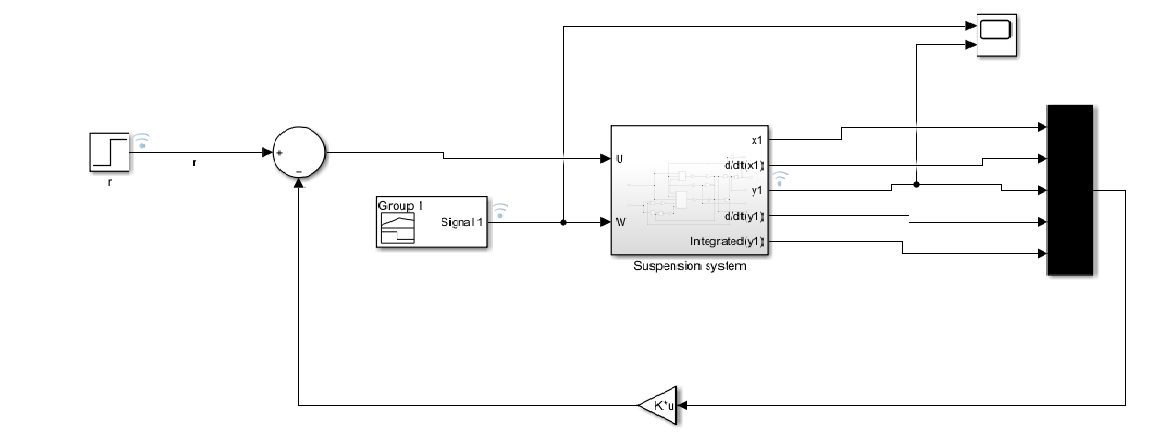 x1
U
d/dt(x1)
r
r
y1
Group 1
Signal 1
W
d/dt(y1)
Integrated(y1)
Suspension system
K*u